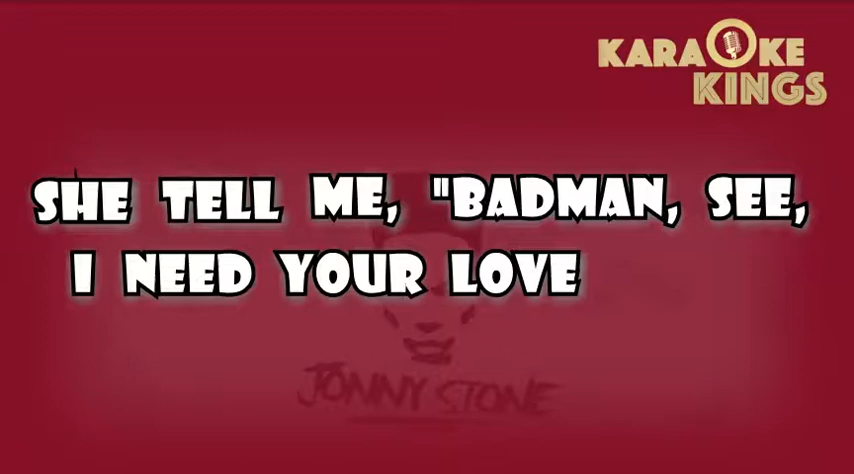 KARAOKE
KINGS
SHE TELL ME, "BADMAN, SEE,
I NEED YOUR LOVE
JONNY STONE